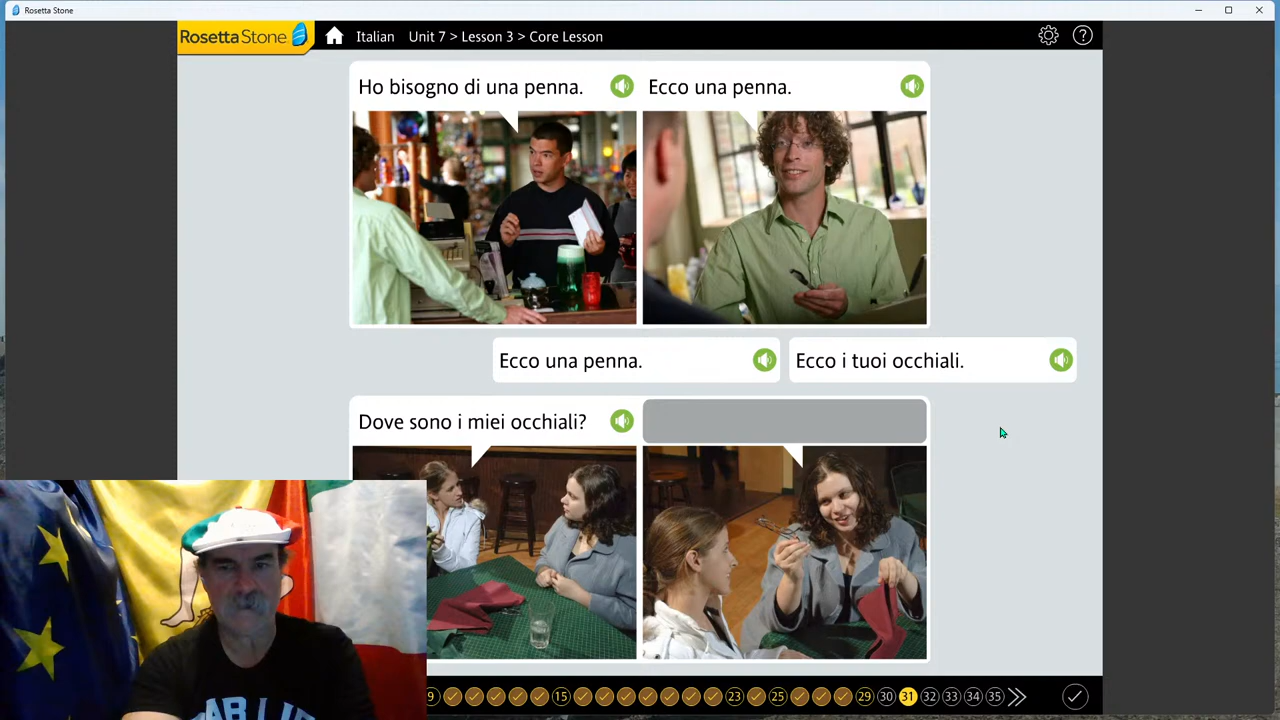 Rosetta Stone
RosettaStone Italian Unit 7 > Lesson 3 > Core Lesson
Ho bisogno di una penna. Ecco una penna.
Ecco una penna. Ecco i tuoi occhiali.
Dove sono i miei occhiali?
9 15 23 25 29 30 31 32 33 34 35